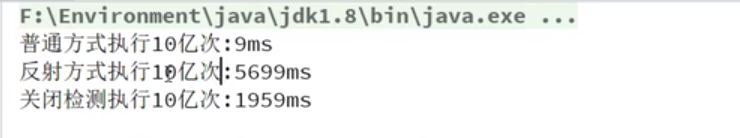 F:\Environment\java\jdk1.8\bin\java.exe ...
普通方式执行10亿次:9ms
反射方式执行10亿次:5699ms
关闭检测执行10亿次:1959ms